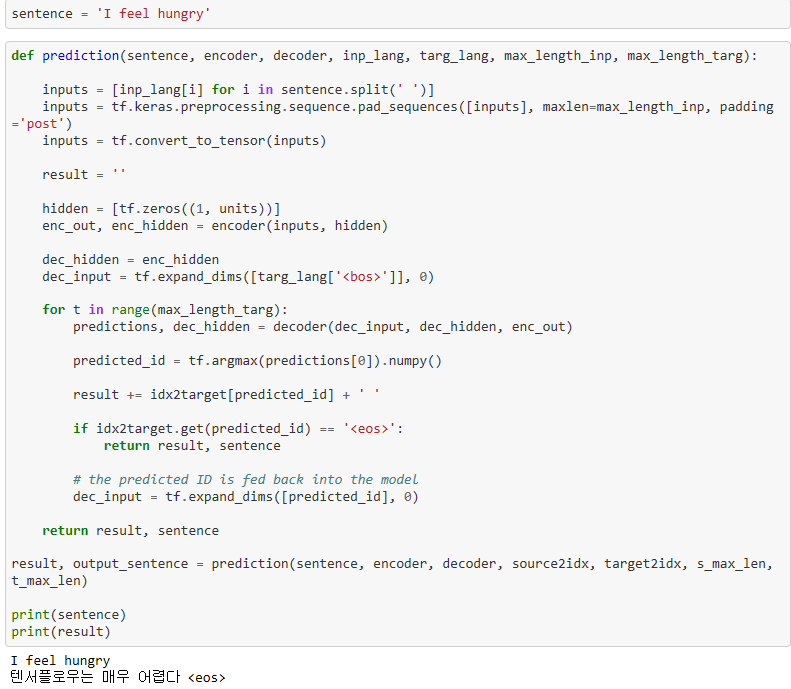 sentence = 'I feel hungry'
def prediction(sentence, encoder, decoder, inp_lang, targ_lang, max_length_inp, max_length_targ):
    inputs = [inp_lang[i] for i in sentence.split(' ')]
    inputs = tf.keras.preprocessing.sequence.pad_sequences([inputs], maxlen=max_length_inp, padding
='post')
    inputs = tf.convert_to_tensor(inputs)
    result = ''
    hidden = [tf.zeros((1, units))]
    enc_out, enc_hidden = encoder(inputs, hidden)
    dec_hidden = enc_hidden
    dec_input = tf.expand_dims([targ_lang['<bos>']], 0)
    for t in range(max_length_targ):
        predictions, dec_hidden = decoder(dec_input, dec_hidden, enc_out)
        predicted_id = tf.argmax(predictions[0]).numpy()
        result += idx2target[predicted_id] + ' '
        if idx2target.get(predicted_id) == '<eos>':
            return result, sentence
        # the predicted ID is fed back into the model
        dec_input = tf.expand_dims([predicted_id], 0)
    return result, sentence
result, output_sentence = prediction(sentence, encoder, decoder, source2idx, target2idx, s_max_len,
t_max_len)
print(sentence)
print(result)
I feel hungry
텐서플로우는 매우 어렵다 <eos>